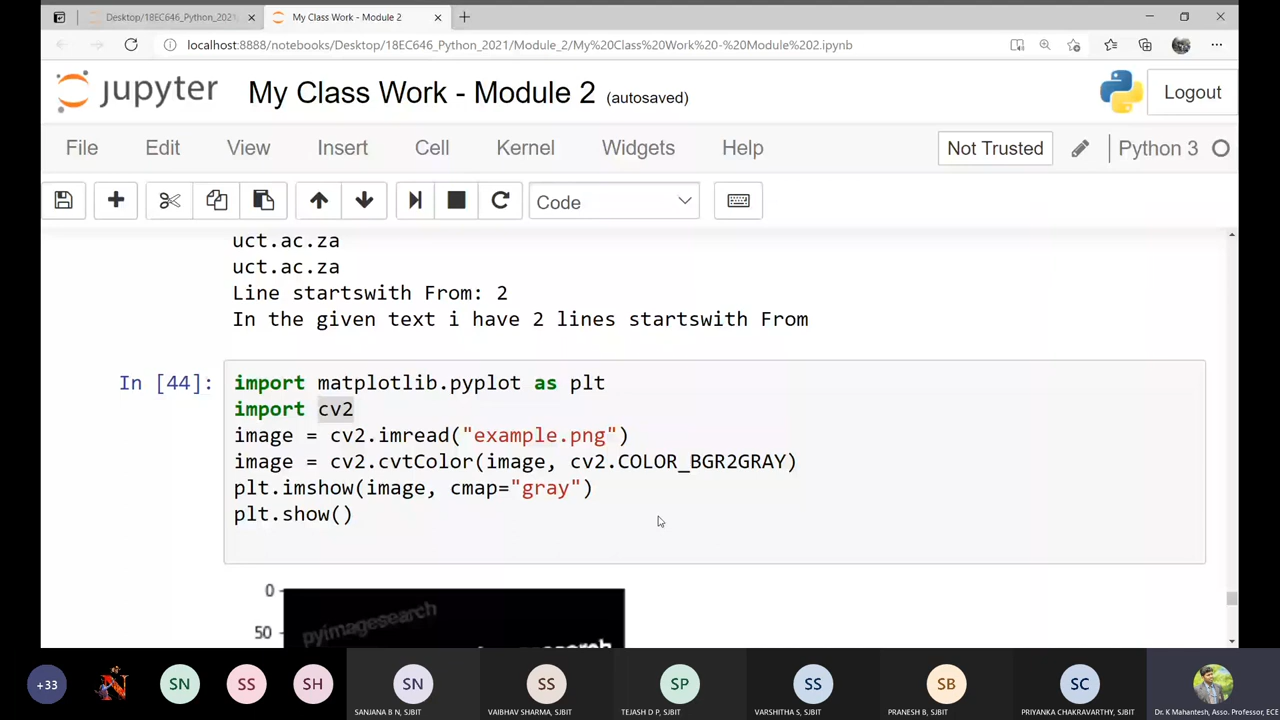 Desktop/18EC646_Python_2021/
My Class Work - Module 2
localhost:8888/notebooks/Desktop/18EC646_Python_2021/Module_2/My%20Class%20Work%20-%20Module%202.ipynb
jupyter My Class Work - Module 2 (autosaved)
Logout
File Edit View Insert Cell Kernel Widgets Help
Not Trusted
Python 3
Code
uct.ac.za
uct.ac.za
Line startswith From: 2
In the given text i have 2 lines startswith From
In [44]:
import matplotlib.pyplot as plt
import cv2
image = cv2.imread("example.png")
image = cv2.cvtColor(image, cv2.COLOR_BGR2GRAY)
plt.imshow(image, cmap="gray")
plt.show()
0
50
pyimagesearch
+33
N
SN
SS
SH
SN
SS
SP
SS
SB
SC
SANJANA B N, SJBIT
VAIBHAV SHARMA, SJBIT
TEJASH D P, SJBIT
VARSHITHA S, SJBIT
PRANESH B, SJBIT
PRIYANKA CHAKRAVARTHY, SJBIT
Dr. K Mahantesh, Asso. Professor, ECE